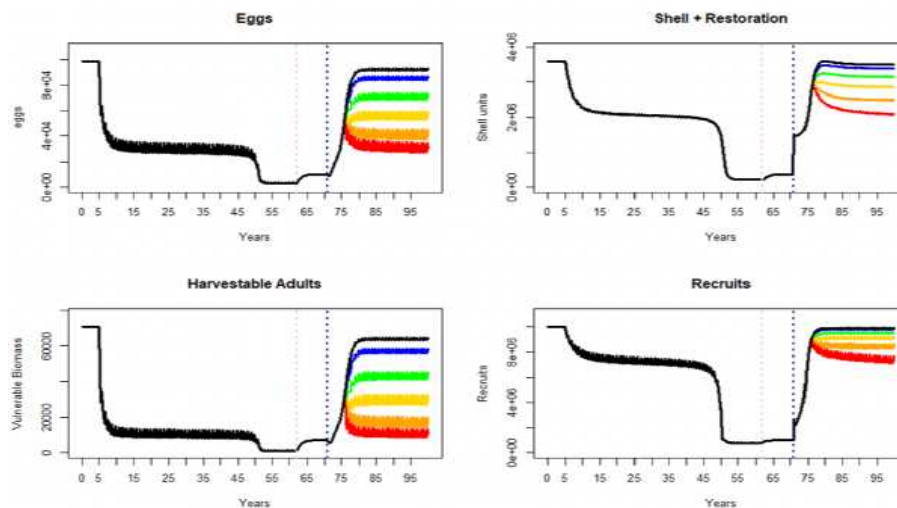 Eggs
eggs
0e+00 4e+04 8e+04
0 5 15 25 35 45 55 65 75 85 95
Years
Shell + Restoration
Shell units
0e+00 2e+06 4e+06
0 5 15 25 35 45 55 65 75 85 95
Years
Harvestable Adults
Vulnerable Biomass
0 20000 60000
0 5 15 25 35 45 55 65 75 85 95
Years
Recruits
Recruits
0e+00 4e+06 8e+06
0 5 15 25 35 45 55 65 75 85 95
Years